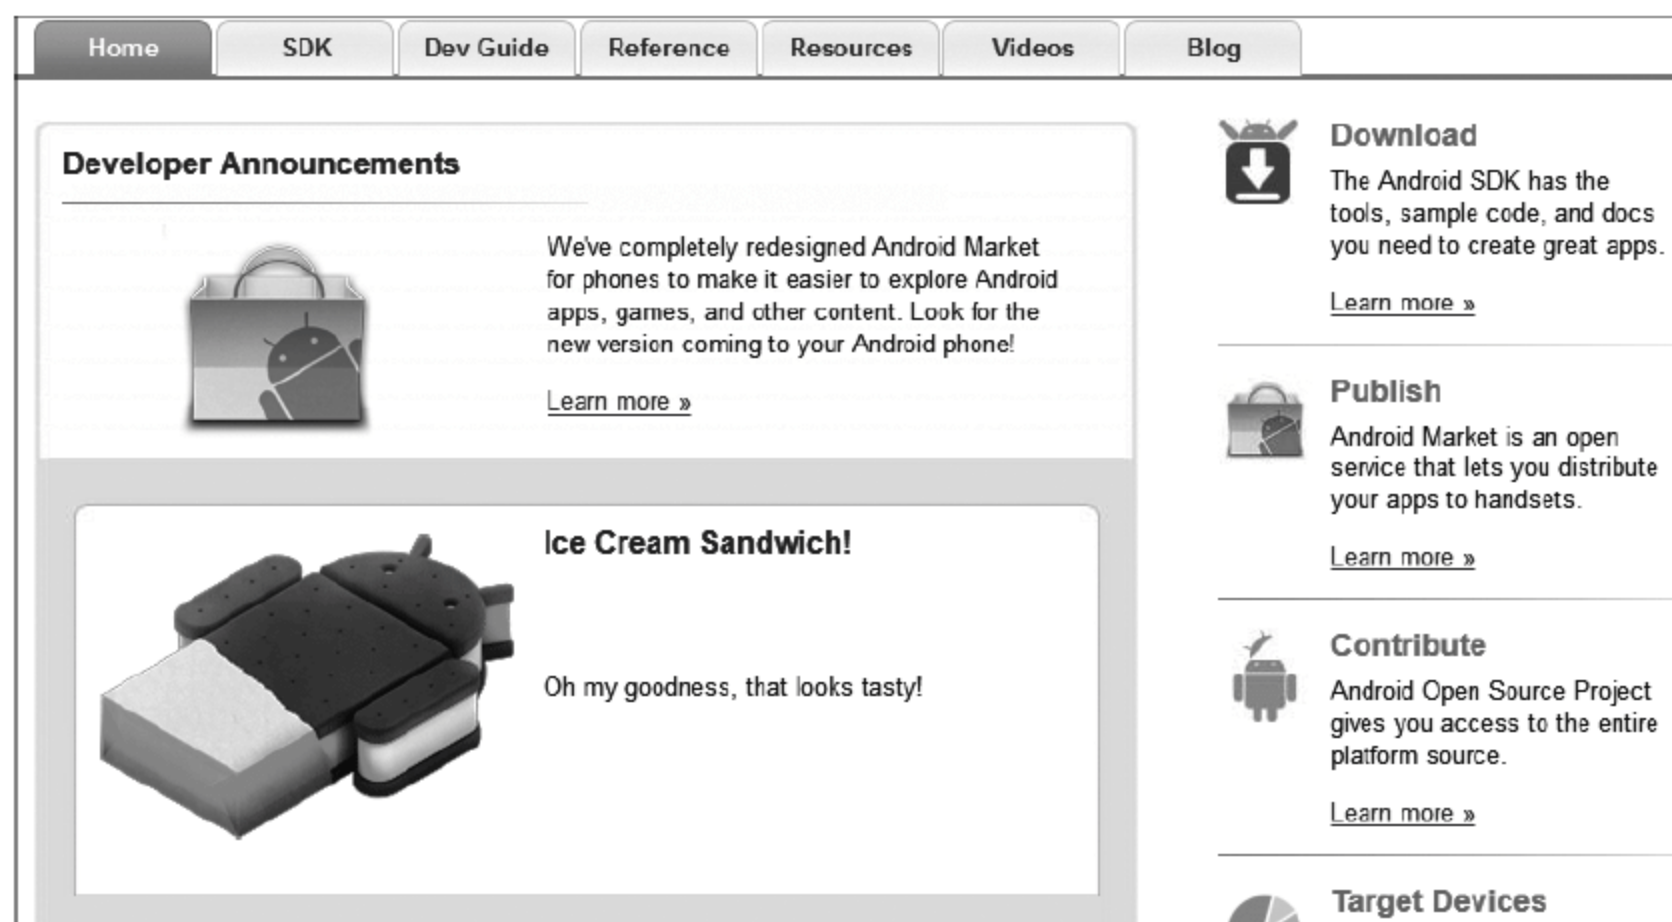 Home SDK Dev Guide Reference Resources Videos Blog
Developer Announcements
We've completely redesigned Android Market
for phones to make it easier to explore Android
apps, games, and other content. Look for the
new version coming to your Android phone!
Learn more »
Ice Cream Sandwich!
Oh my goodness, that looks tasty!
Download
The Android SDK has the
tools, sample code, and docs
you need to create great apps.
Learn more »
Publish
Android Market is an open
service that lets you distribute
your apps to handsets.
Learn more »
Contribute
Android Open Source Project
gives you access to the entire
platform source.
Learn more »
Target Devices